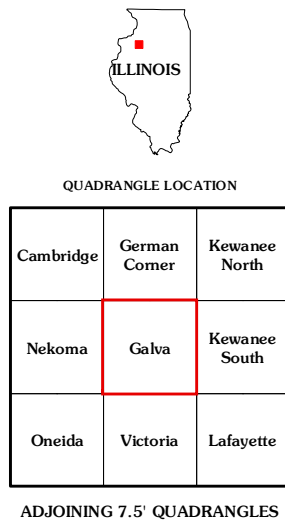 ILLINOIS
QUADRANGLE LOCATION
Cambridge
German
Corner
Kewanee
North
Nekoma
Galva
Kewanee
South
Oneida
Victoria
Lafayette
ADJOINING 7.5' QUADRANGLES